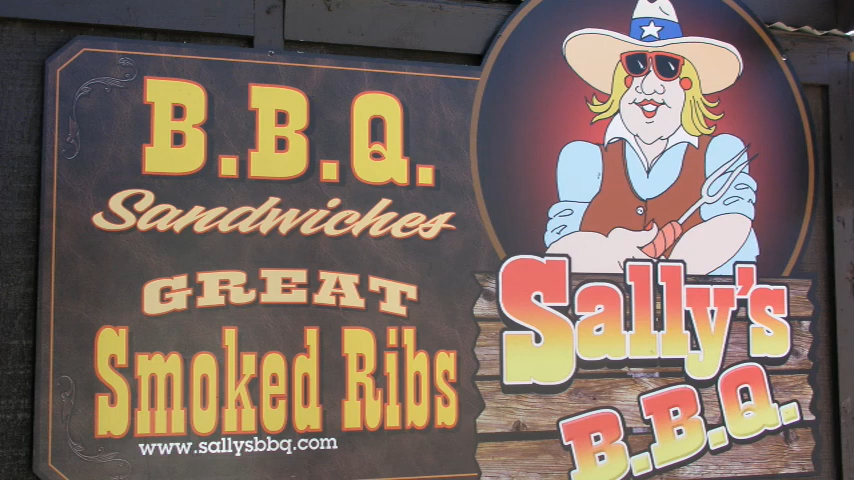 B.B.Q.
Sandwiches
GREAT
Smoked Ribs
www.sallysbbq.com
Sally's
B.B.Q.